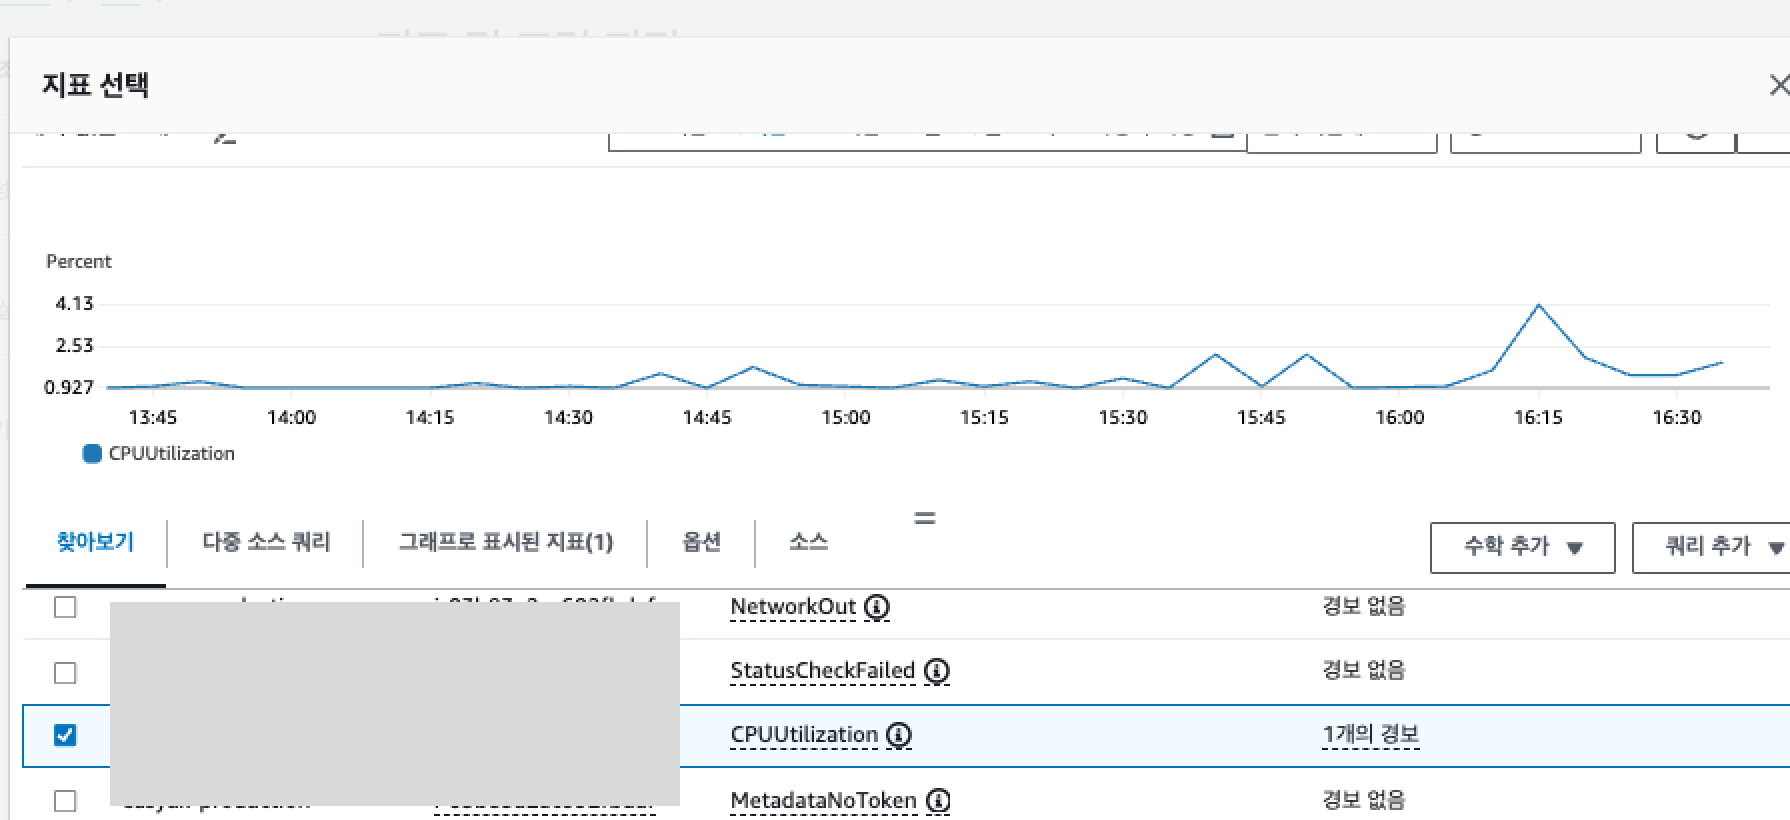 지표 선택
Percent
4.13
2.53
0.927
13:45 14:00 14:15 14:30 14:45 15:00 15:15 15:30 15:45 16:00 16:15 16:30
CPUUtilization
찾아보기 다중 소스 쿼리 그래프로 표시된 지표(1) 옵션 소스 수학 추가 쿼리 추가
NetworkOut 경보 없음
StatusCheckFailed 경보 없음
CPUUtilization 1개의 경보
MetadataNoToken 경보 없음